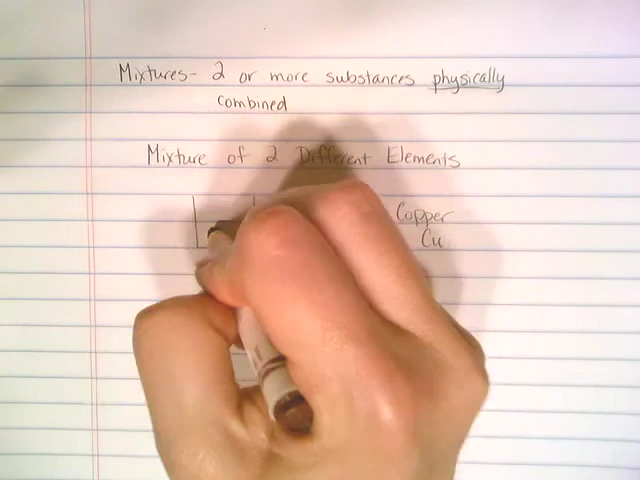 Mixtures- 2 or more substances physically
combined
Mixture of 2 Different Elements
Copper
Cu